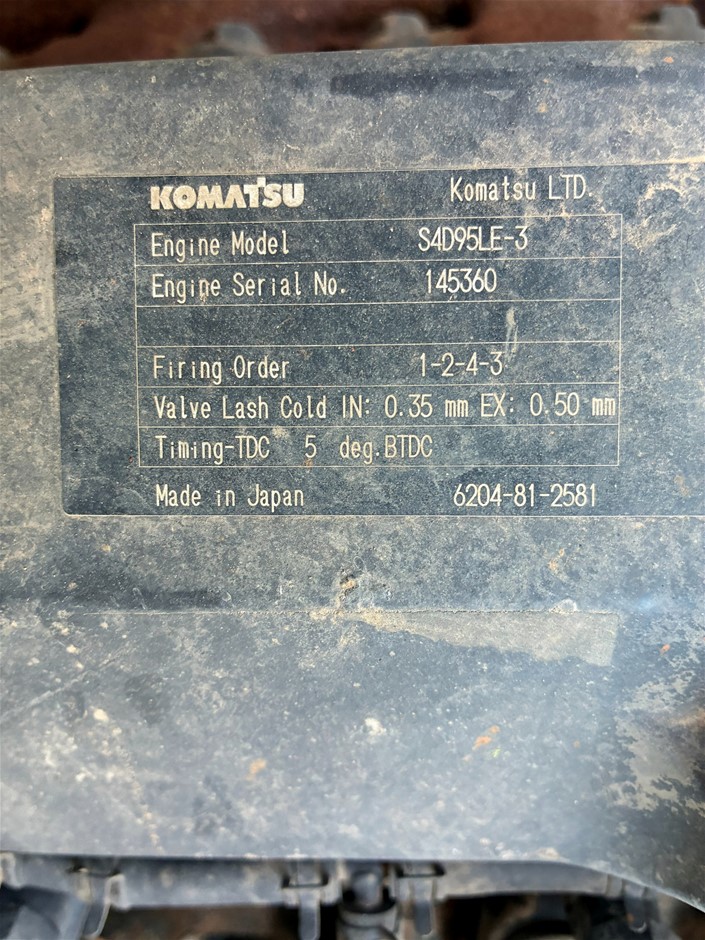 KOMATSU Komatsu LTD.
Engine Model S4D95LE-3
Engine Serial No. 145360
Firing Order 1-2-4-3
Valve Lash Cold IN: 0.35 mm EX: 0.50 mm
Timing-TDC 5 deg.BTDC
Made in Japan 6204-81-2581